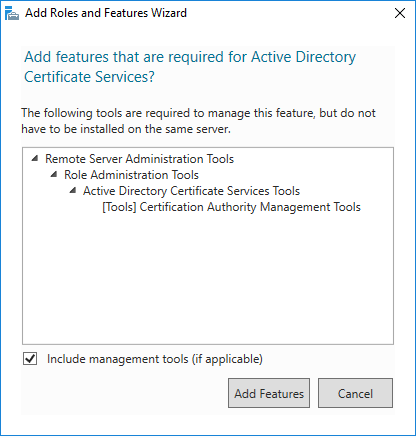 Add Roles and Features Wizard
Add features that are required for Active Directory
Certificate Services?
The following tools are required to manage this feature, but do not
have to be installed on the same server.
Remote Server Administration Tools
Role Administration Tools
Active Directory Certificate Services Tools
[Tools] Certification Authority Management Tools
Include management tools (if applicable)
Add Features
Cancel